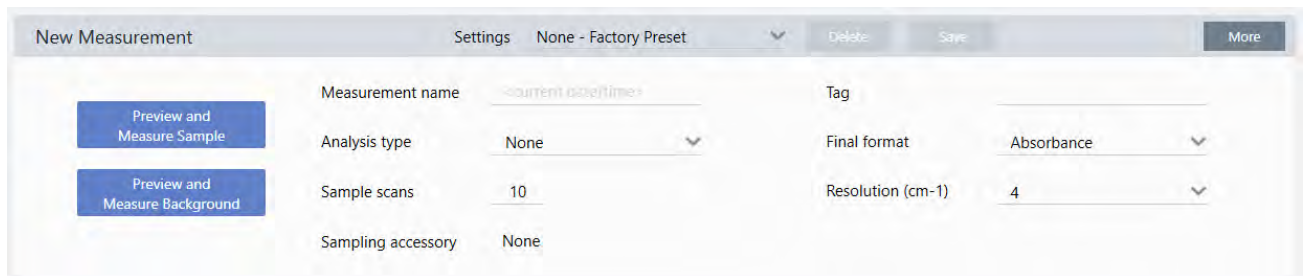 New Measurement Settings None - Factory Preset Delete Save More
Measurement name <current date/time> Tag
Preview and
Measure Sample
Analysis type None Final format Absorbance
Preview and
Measure Background
Sample scans 10 Resolution (cm-1) 4
Sampling accessory None